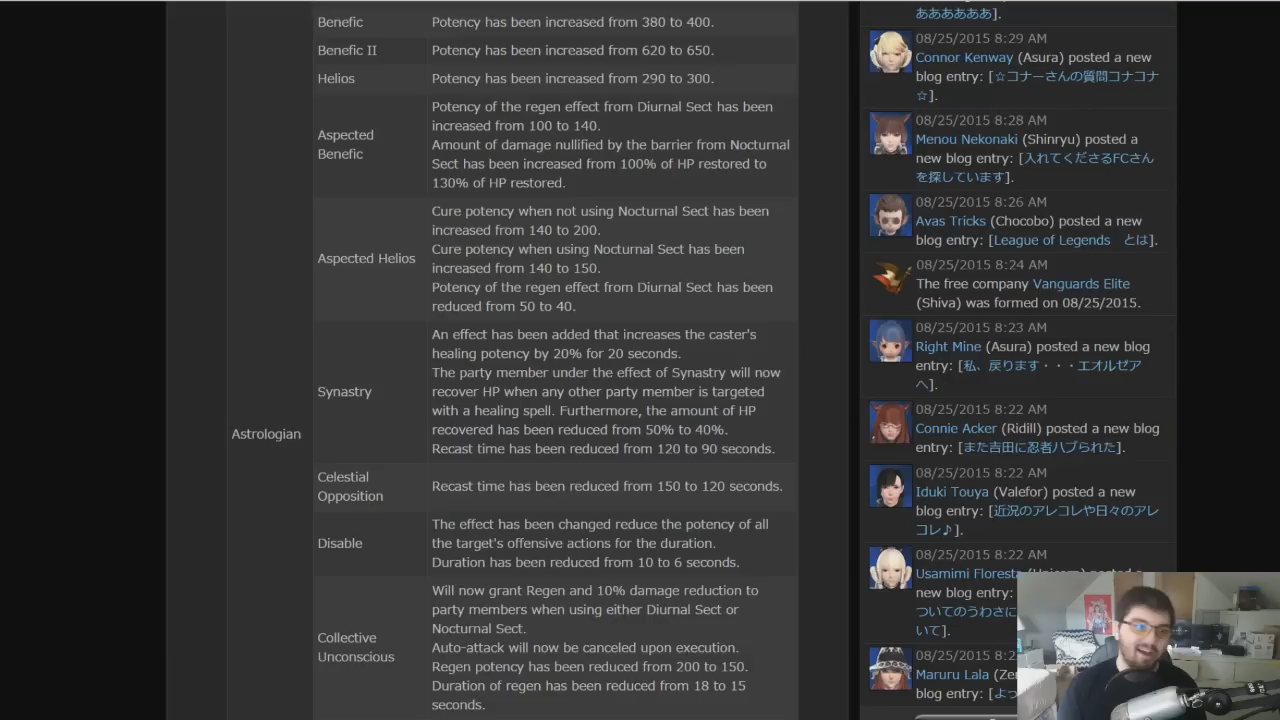 Benefic
Potency has been increased from 380 to 400.
Benefic II
Potency has been increased from 620 to 650.
Helios
Potency has been increased from 290 to 300.
Aspected
Benefic
Potency of the regen effect from Diurnal Sect has been
increased from 100 to 140.
Amount of damage nullified by the barrier from Nocturnal
Sect has been increased from 100% of HP restored to
130% of HP restored.
Aspected Helios
Cure potency when not using Nocturnal Sect has been
increased from 140 to 200.
Cure potency when using Nocturnal Sect has been
increased from 140 to 150.
Potency of the regen effect from Diurnal Sect has been
reduced from 50 to 40.
Astrologian
Synastry
An effect has been added that increases the caster's
healing potency by 20% for 20 seconds.
The party member under the effect of Synastry will now
recover HP when any other party member is targeted
with a healing spell. Furthermore, the amount of HP
recovered has been reduced from 50% to 40%.
Recast time has been reduced from 120 to 90 seconds.
Celestial
Opposition
Recast time has been reduced from 150 to 120 seconds.
Disable
The effect has been changed reduce the potency of all
the target's offensive actions for the duration.
Duration has been reduced from 10 to 6 seconds.
Collective
Unconscious
Will now grant Regen and 10% damage reduction to
party members when using either Diurnal Sect or
Nocturnal Sect.
Auto-attack will now be canceled upon execution.
Regen potency has been reduced from 200 to 150.
Duration of regen has been reduced from 18 to 15
seconds.
ああああああ].
08/25/2015 8:29 AM
Connor Kenway (Asura) posted a
new blog entry: [☆コナーさんの質問コナコナ
☆].
08/25/2015 8:28 AM
Menou Nekonaki (Shinryu) posted a
new blog entry: [入れてくださるFCさん
を探しています].
08/25/2015 8:26 AM
Avas Tricks (Chocobo) posted a new
blog entry: [League of Legends　とは].
08/25/2015 8:24 AM
The free company Vanguards Elite
(Shiva) was formed on 08/25/2015.
08/25/2015 8:23 AM
Right Mine (Asura) posted a new blog
entry: [私、戻ります・・・エオルゼア
へ].
08/25/2015 8:22 AM
Connie Acker (Ridill) posted a new
blog entry: [また吉田に忍者ハブられた].
08/25/2015 8:22 AM
Iduki Touya (Valefor) posted a new
blog entry: [近況のアレコレや日々のアレ
コレ♪].
08/25/2015 8:22 AM
Usamimi Floresta
new blog entry:
ついてのうわさに
いて].
08/25/2015 8:2
Maruru Lala (Zer
blog entry: [よっ